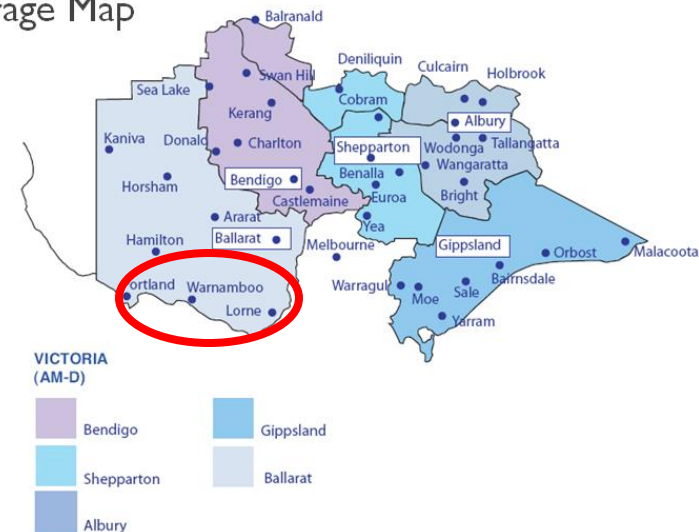 rage Map
Balranald
Deniliquin
Culcairn
Holbrook
Swan Hill
Sea Lake
Cobram
Kerang
Albury
Kaniva
Donald
Charlton
Shepparton
Wodonga
Tallangatta
Wangaratta
Horsham
Bendigo
Benalla
Castlemaine
Euroa
Bright
Ararat
Yea
Hamilton
Ballarat
Melbourne
Gippsland
Orbost
Malacoota
ortland
Warnamboo
Warragul
Moe
Sale
Bairnsdale
Lorne
Yarram
VICTORIA
(AM-D)
Bendigo
Gippsland
Shepparton
Ballarat
Albury